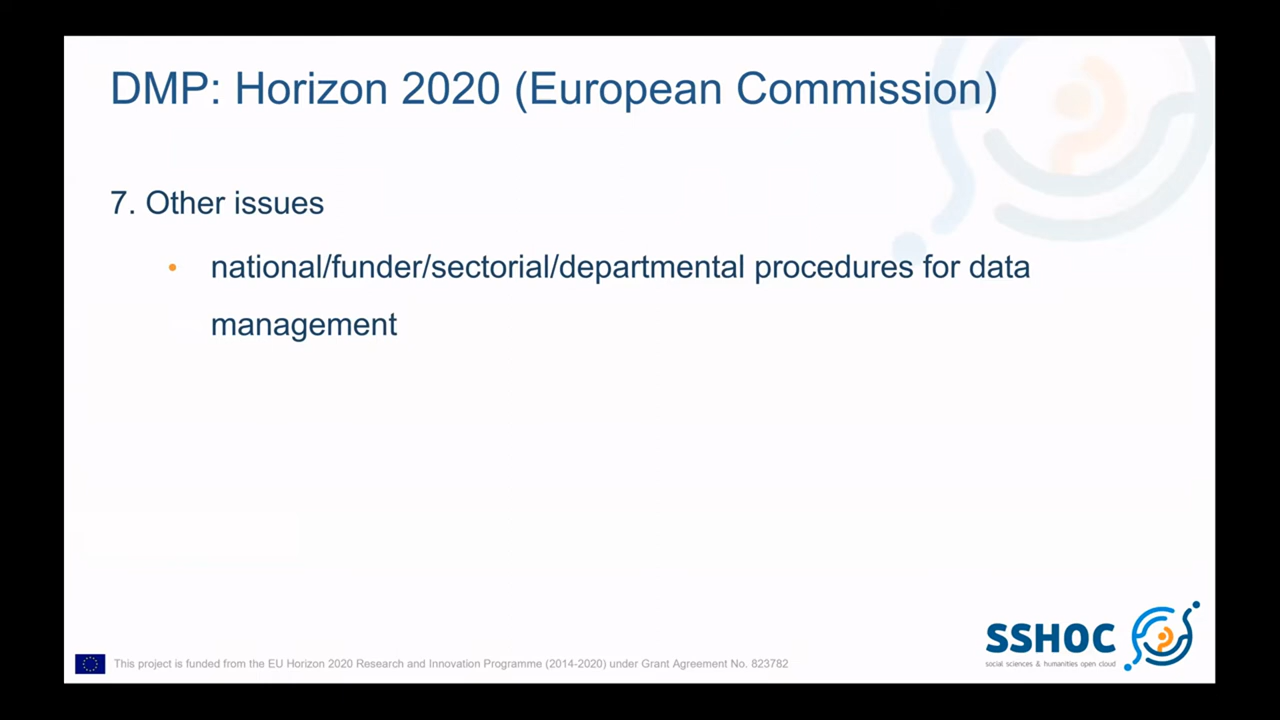 DMP: Horizon 2020 (European Commission)
7. Other issues
• national/funder/sectorial/departmental procedures for data
management
SSHOC
social sciences & humanities open cloud
This project is funded from the EU Horizon 2020 Research and Innovation Programme (2014-2020) under Grant Agreement No. 823782